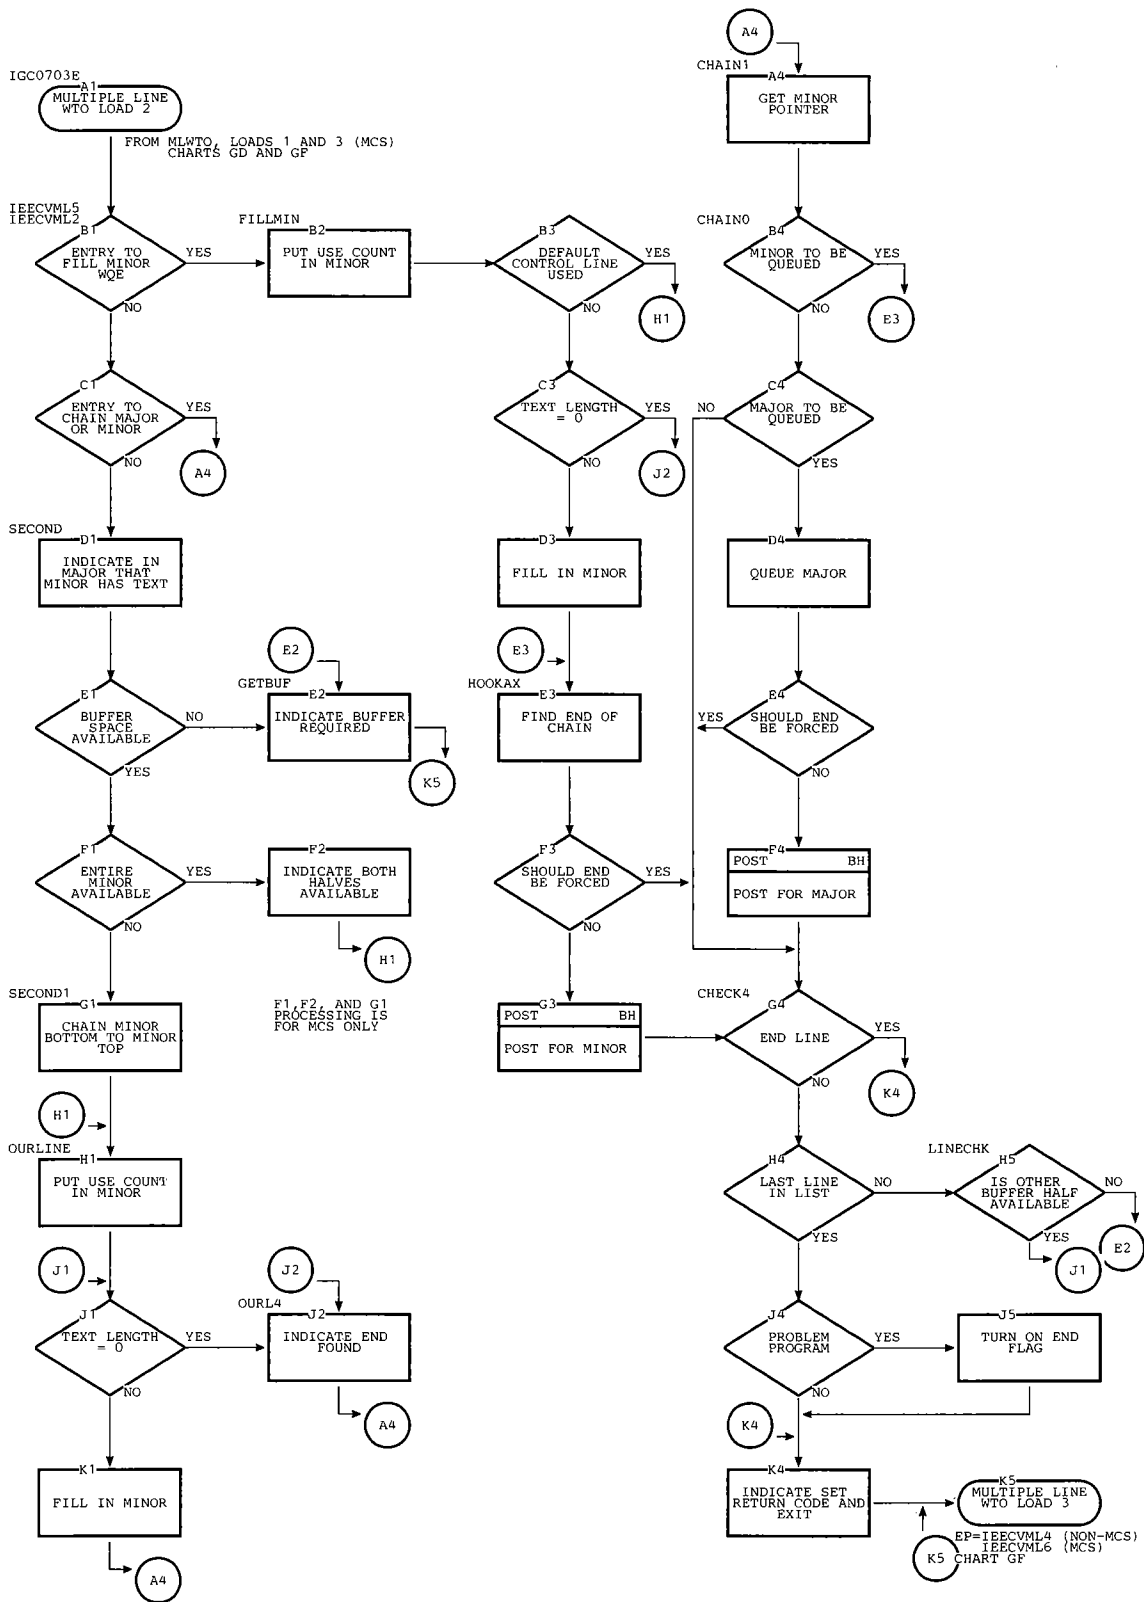 IGC0703E
A1
MULTIPLE LINE
WTO LOAD 2
FROM MLWTO, LOADS 1 AND 3 (MCS)
CHARTS GD AND GF
IEECVML5
IEECVML2
B1
ENTRY TO
FILL MINOR
WQE
YES
NO
C1
ENTRY TO
CHAIN MAJOR
OR MINOR
YES
NO
A4
SECOND
D1
INDICATE IN
MAJOR THAT
MINOR HAS TEXT
E1
BUFFER
SPACE
AVAILABLE
NO
YES
F1
ENTIRE
MINOR
AVAILABLE
YES
NO
SECOND1
G1
CHAIN MINOR
BOTTOM TO MINOR
TOP
H1
OURLINE
H1
PUT USE COUNT
IN MINOR
J1
J1
TEXT LENGTH
= 0
YES
NO
K1
FILL IN MINOR
A4
FILLMIN
B2
PUT USE COUNT
IN MINOR
E2
GETBUF
E2
INDICATE BUFFER
REQUIRED
K5
F2
INDICATE BOTH
HALVES
AVAILABLE
H1
F1,F2, AND G1
PROCESSING IS
FOR MCS ONLY
J2
OURL4
J2
INDICATE END
FOUND
A4
B3
DEFAULT
CONTROL LINE
USED
YES
NO
H1
C3
TEXT LENGTH
= 0
YES
NO
J2
D3
FILL IN MINOR
E3
HOOKAX
E3
FIND END OF
CHAIN
F3
SHOULD END
BE FORCED
YES
NO
G3
POST BH
POST FOR MINOR
A4
CHAIN1
A4
GET MINOR
POINTER
CHAIN0
B4
MINOR TO BE
QUEUED
YES
NO
E3
C4
MAJOR TO BE
QUEUED
NO
YES
D4
QUEUE MAJOR
E4
SHOULD END
BE FORCED
YES
NO
F4
POST BH
POST FOR MAJOR
CHECK4
G4
END LINE
YES
NO
K4
H4
LAST LINE
IN LIST
NO
YES
LINECHK
H5
IS OTHER
BUFFER HALF
AVAILABLE
NO
YES
J1
E2
J4
PROBLEM
PROGRAM
YES
NO
J5
TURN ON END
FLAG
K4
K4
INDICATE SET
RETURN CODE AND
EXIT
K5
MULTIPLE LINE
WTO LOAD 3
EP=IEECVML4 (NON-MCS)
IEECVML6 (MCS)
K5
CHART GF